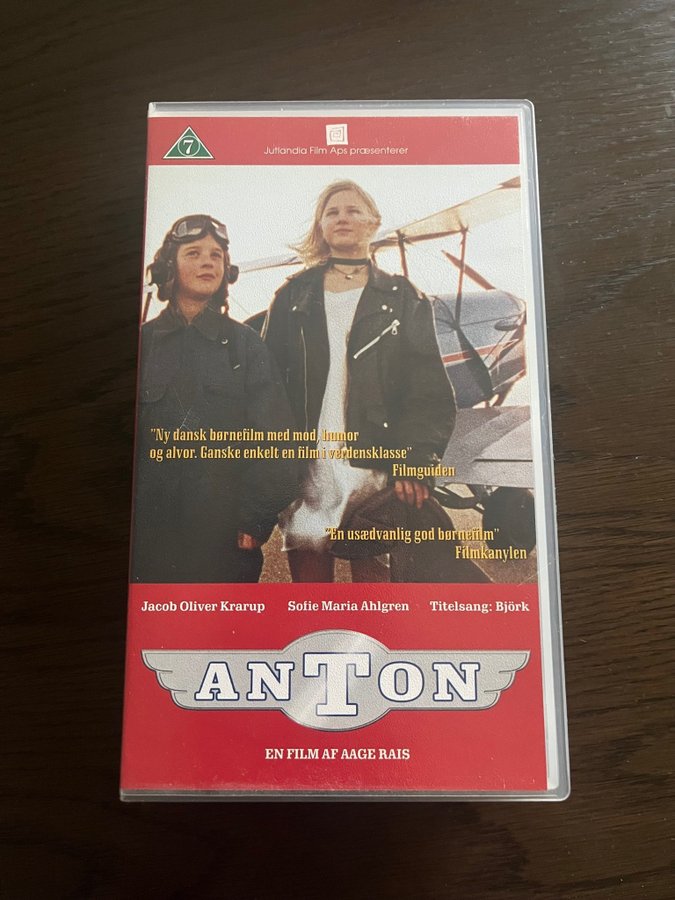 7
Jutlandia Film Aps præsenterer
"Ny dansk børnefilm med mod, humor
og alvor. Ganske enkelt en film i verdensklasse"
Filmguiden
"En usædvanlig god børnefilm"
Filmkanylen
Jacob Oliver Krarup Sofie Maria Ahlgren Titelsang: Björk
ANTON
EN FILM AF AAGE RAIS